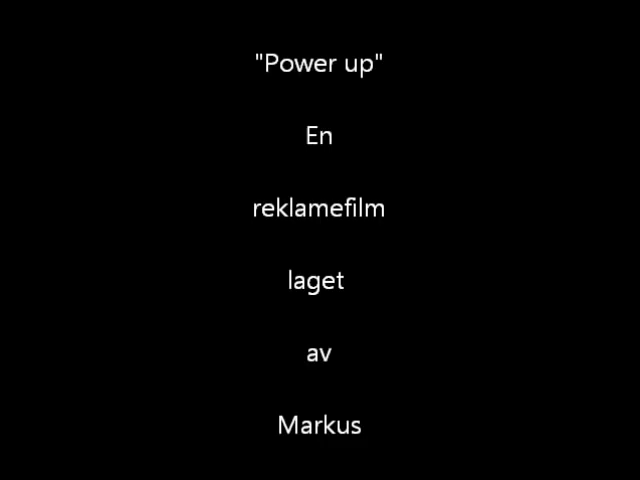 "Power up"
En
reklamefilm
laget
av
Markus